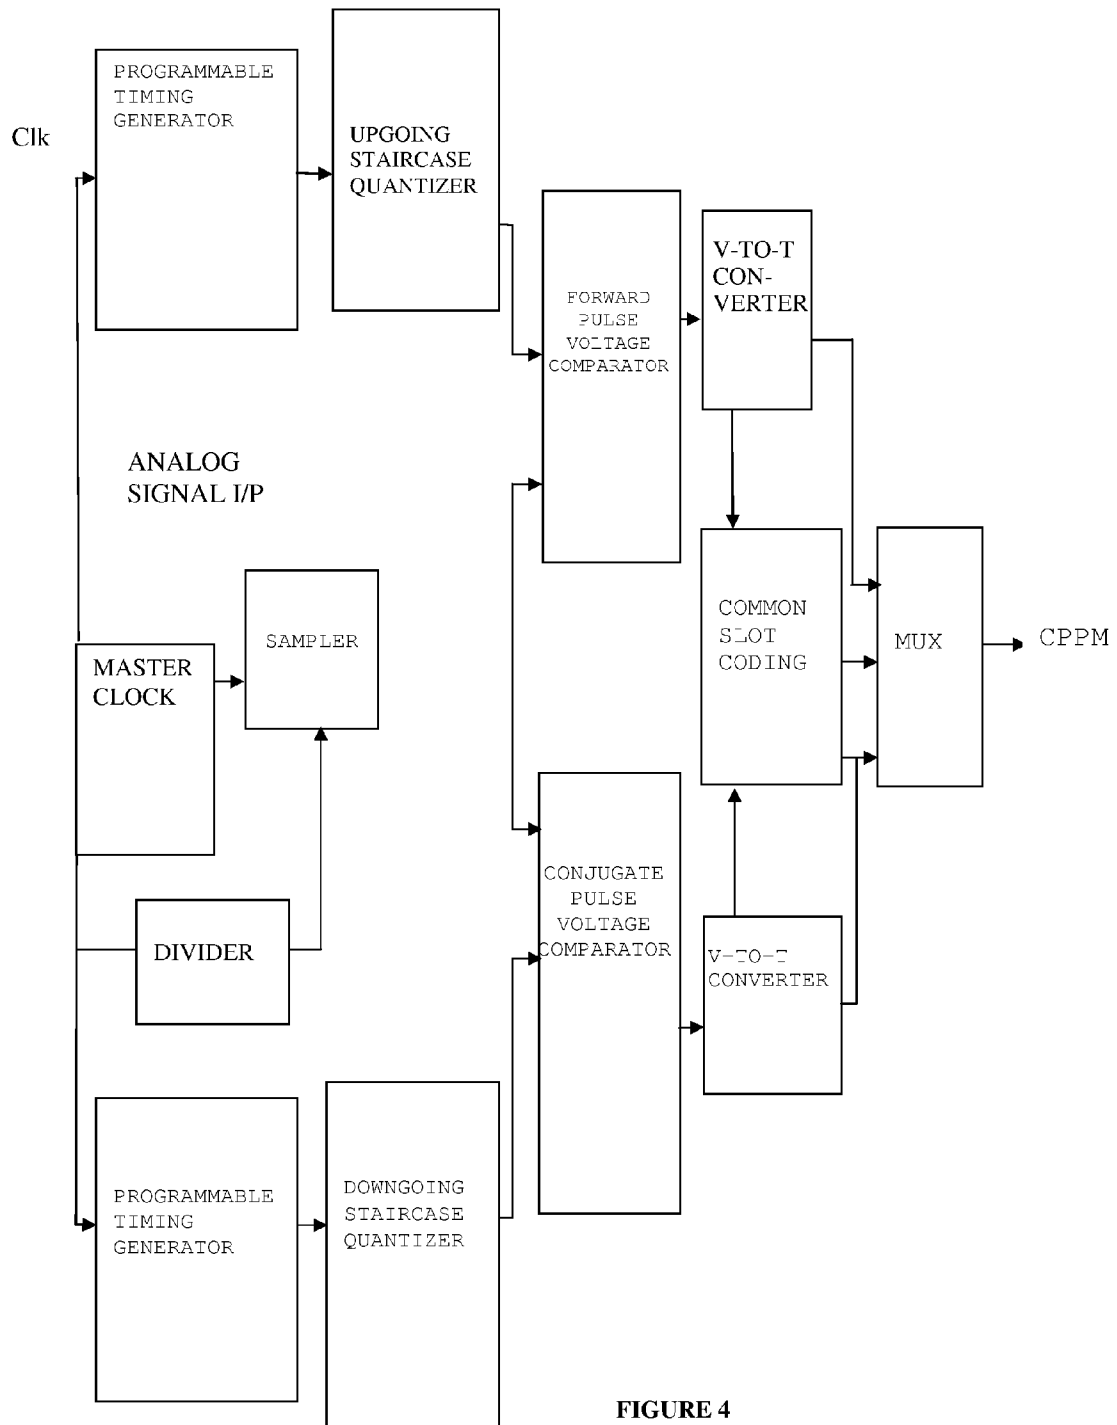 Clk
PROGRAMMABLE
TIMING
GENERATOR
UPGOING
STAIRCASE
QUANTIZER
FORWARD
PULSE
VOLTAGE
COMPARATOR
V-TO-T
CON-
VERTER
ANALOG
SIGNAL I/P
MASTER
CLOCK
SAMPLER
COMMON
SLOT
CODING
MUX
CPPM
DIVIDER
CONJUGATE
PULSE
VOLTAGE
COMPARATOR
V-TO-T
CONVERTER
PROGRAMMABLE
TIMING
GENERATOR
DOWNGOING
STAIRCASE
QUANTIZER
FIGURE 4